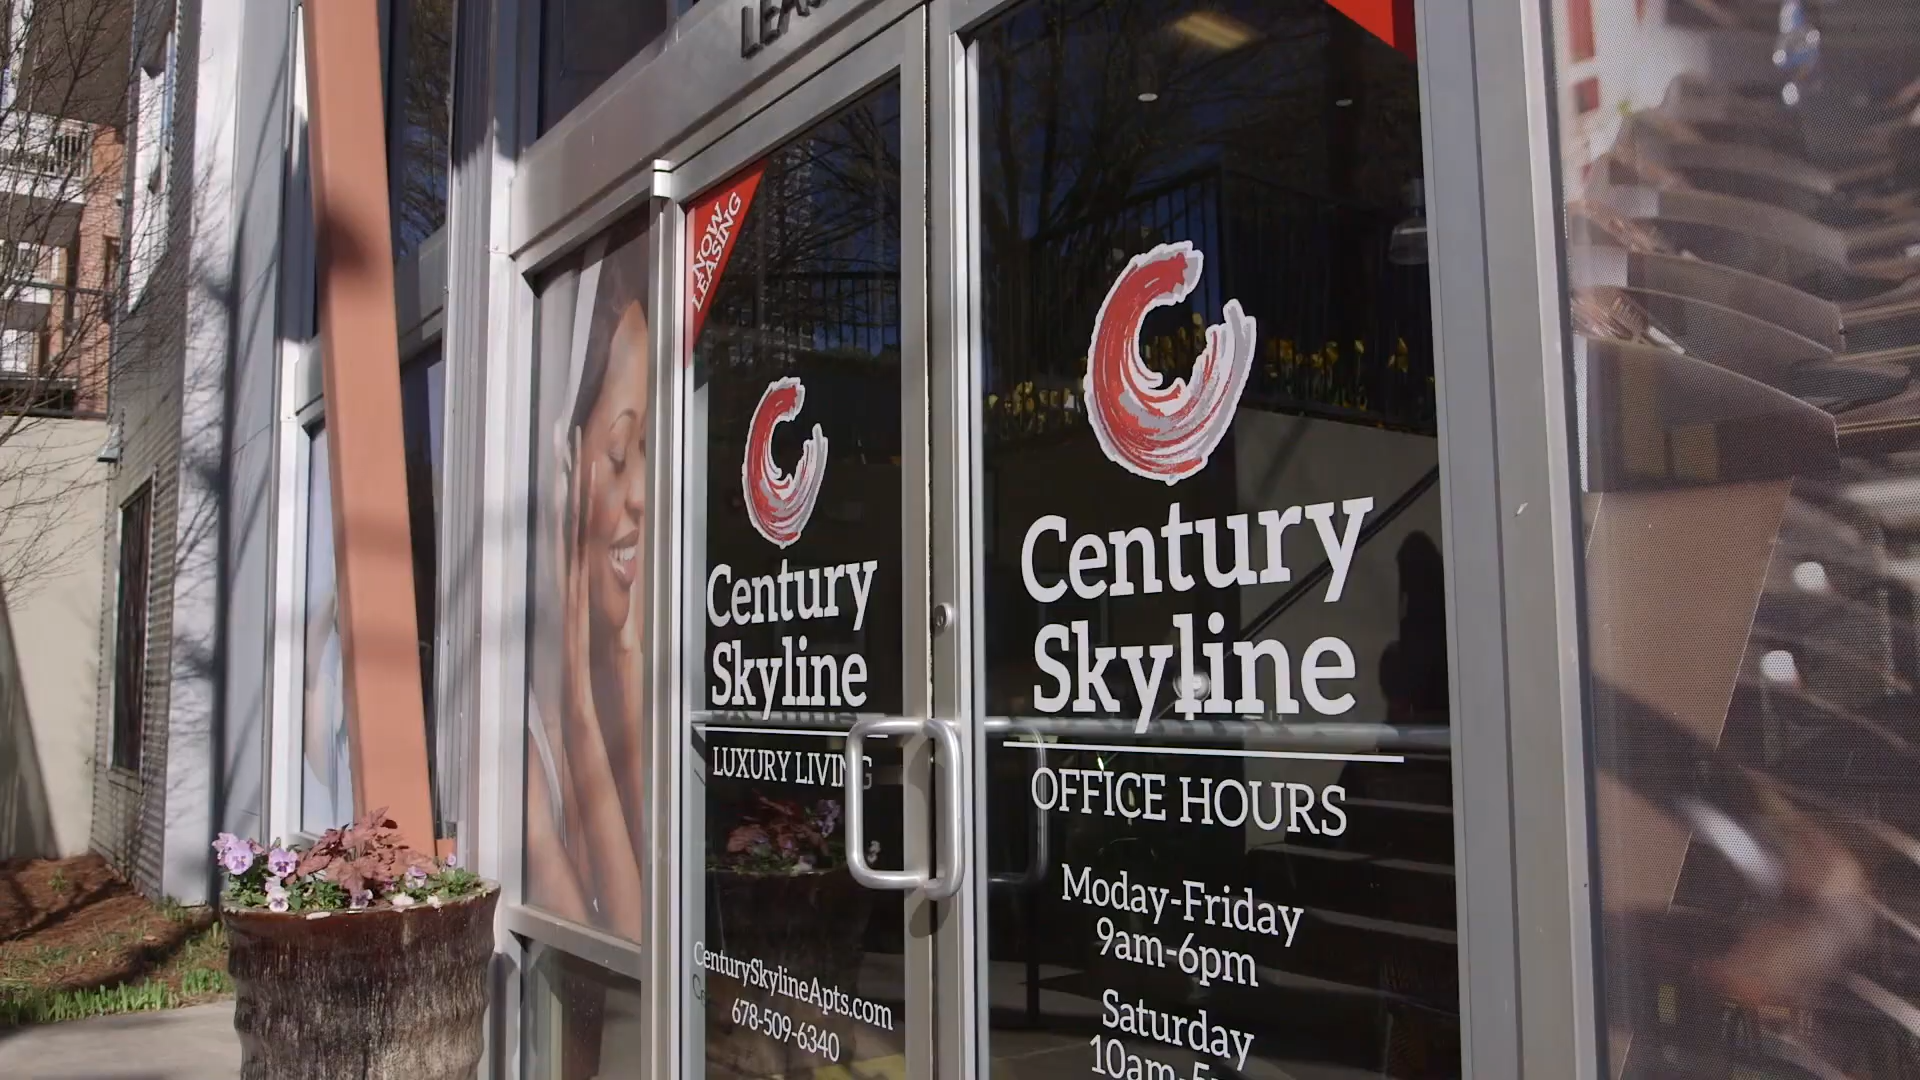 NOW
LEASING
Century
Skyline
LUXURY LIVING
CenturySkylineApts.com
678-509-6340
Century
Skyline
OFFICE HOURS
Moday-Friday
9am-6pm
Saturday